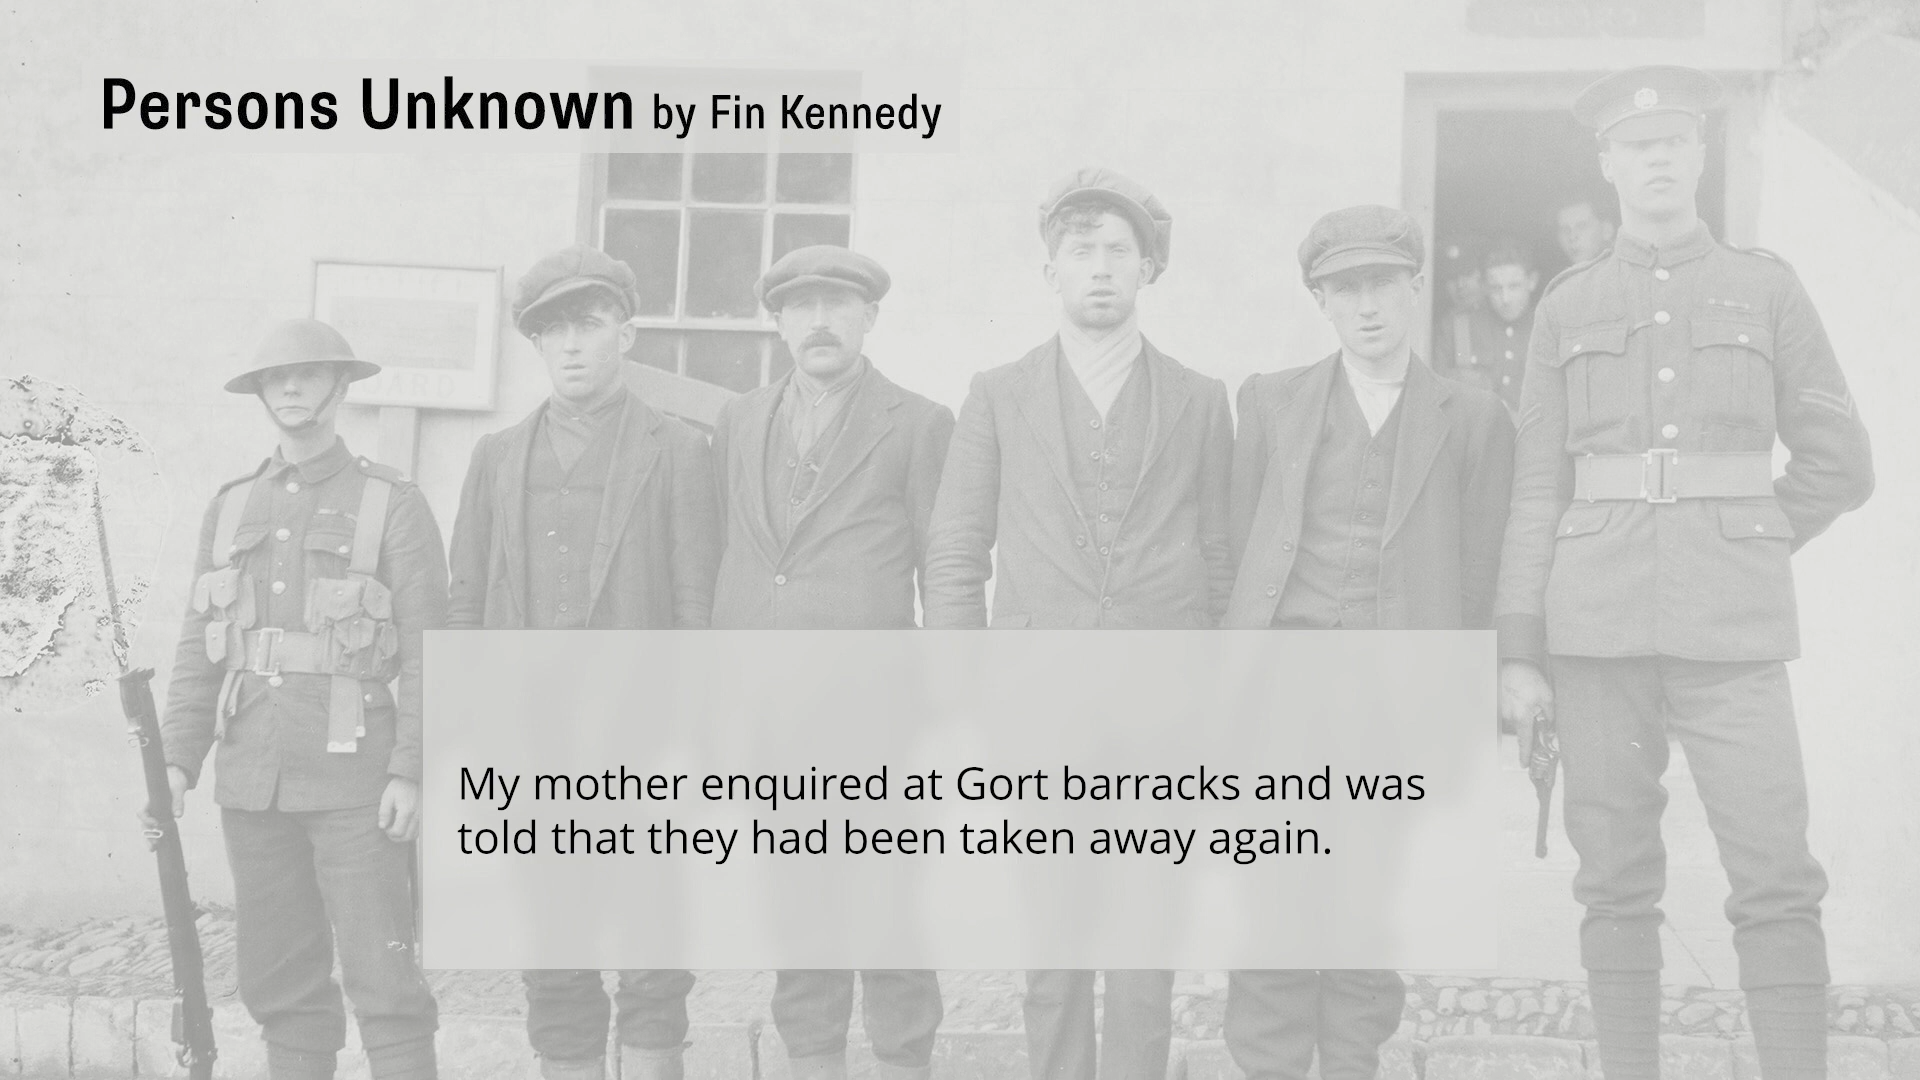 Persons Unknown by Fin Kennedy
My mother enquired at Gort barracks and was
told that they had been taken away again.